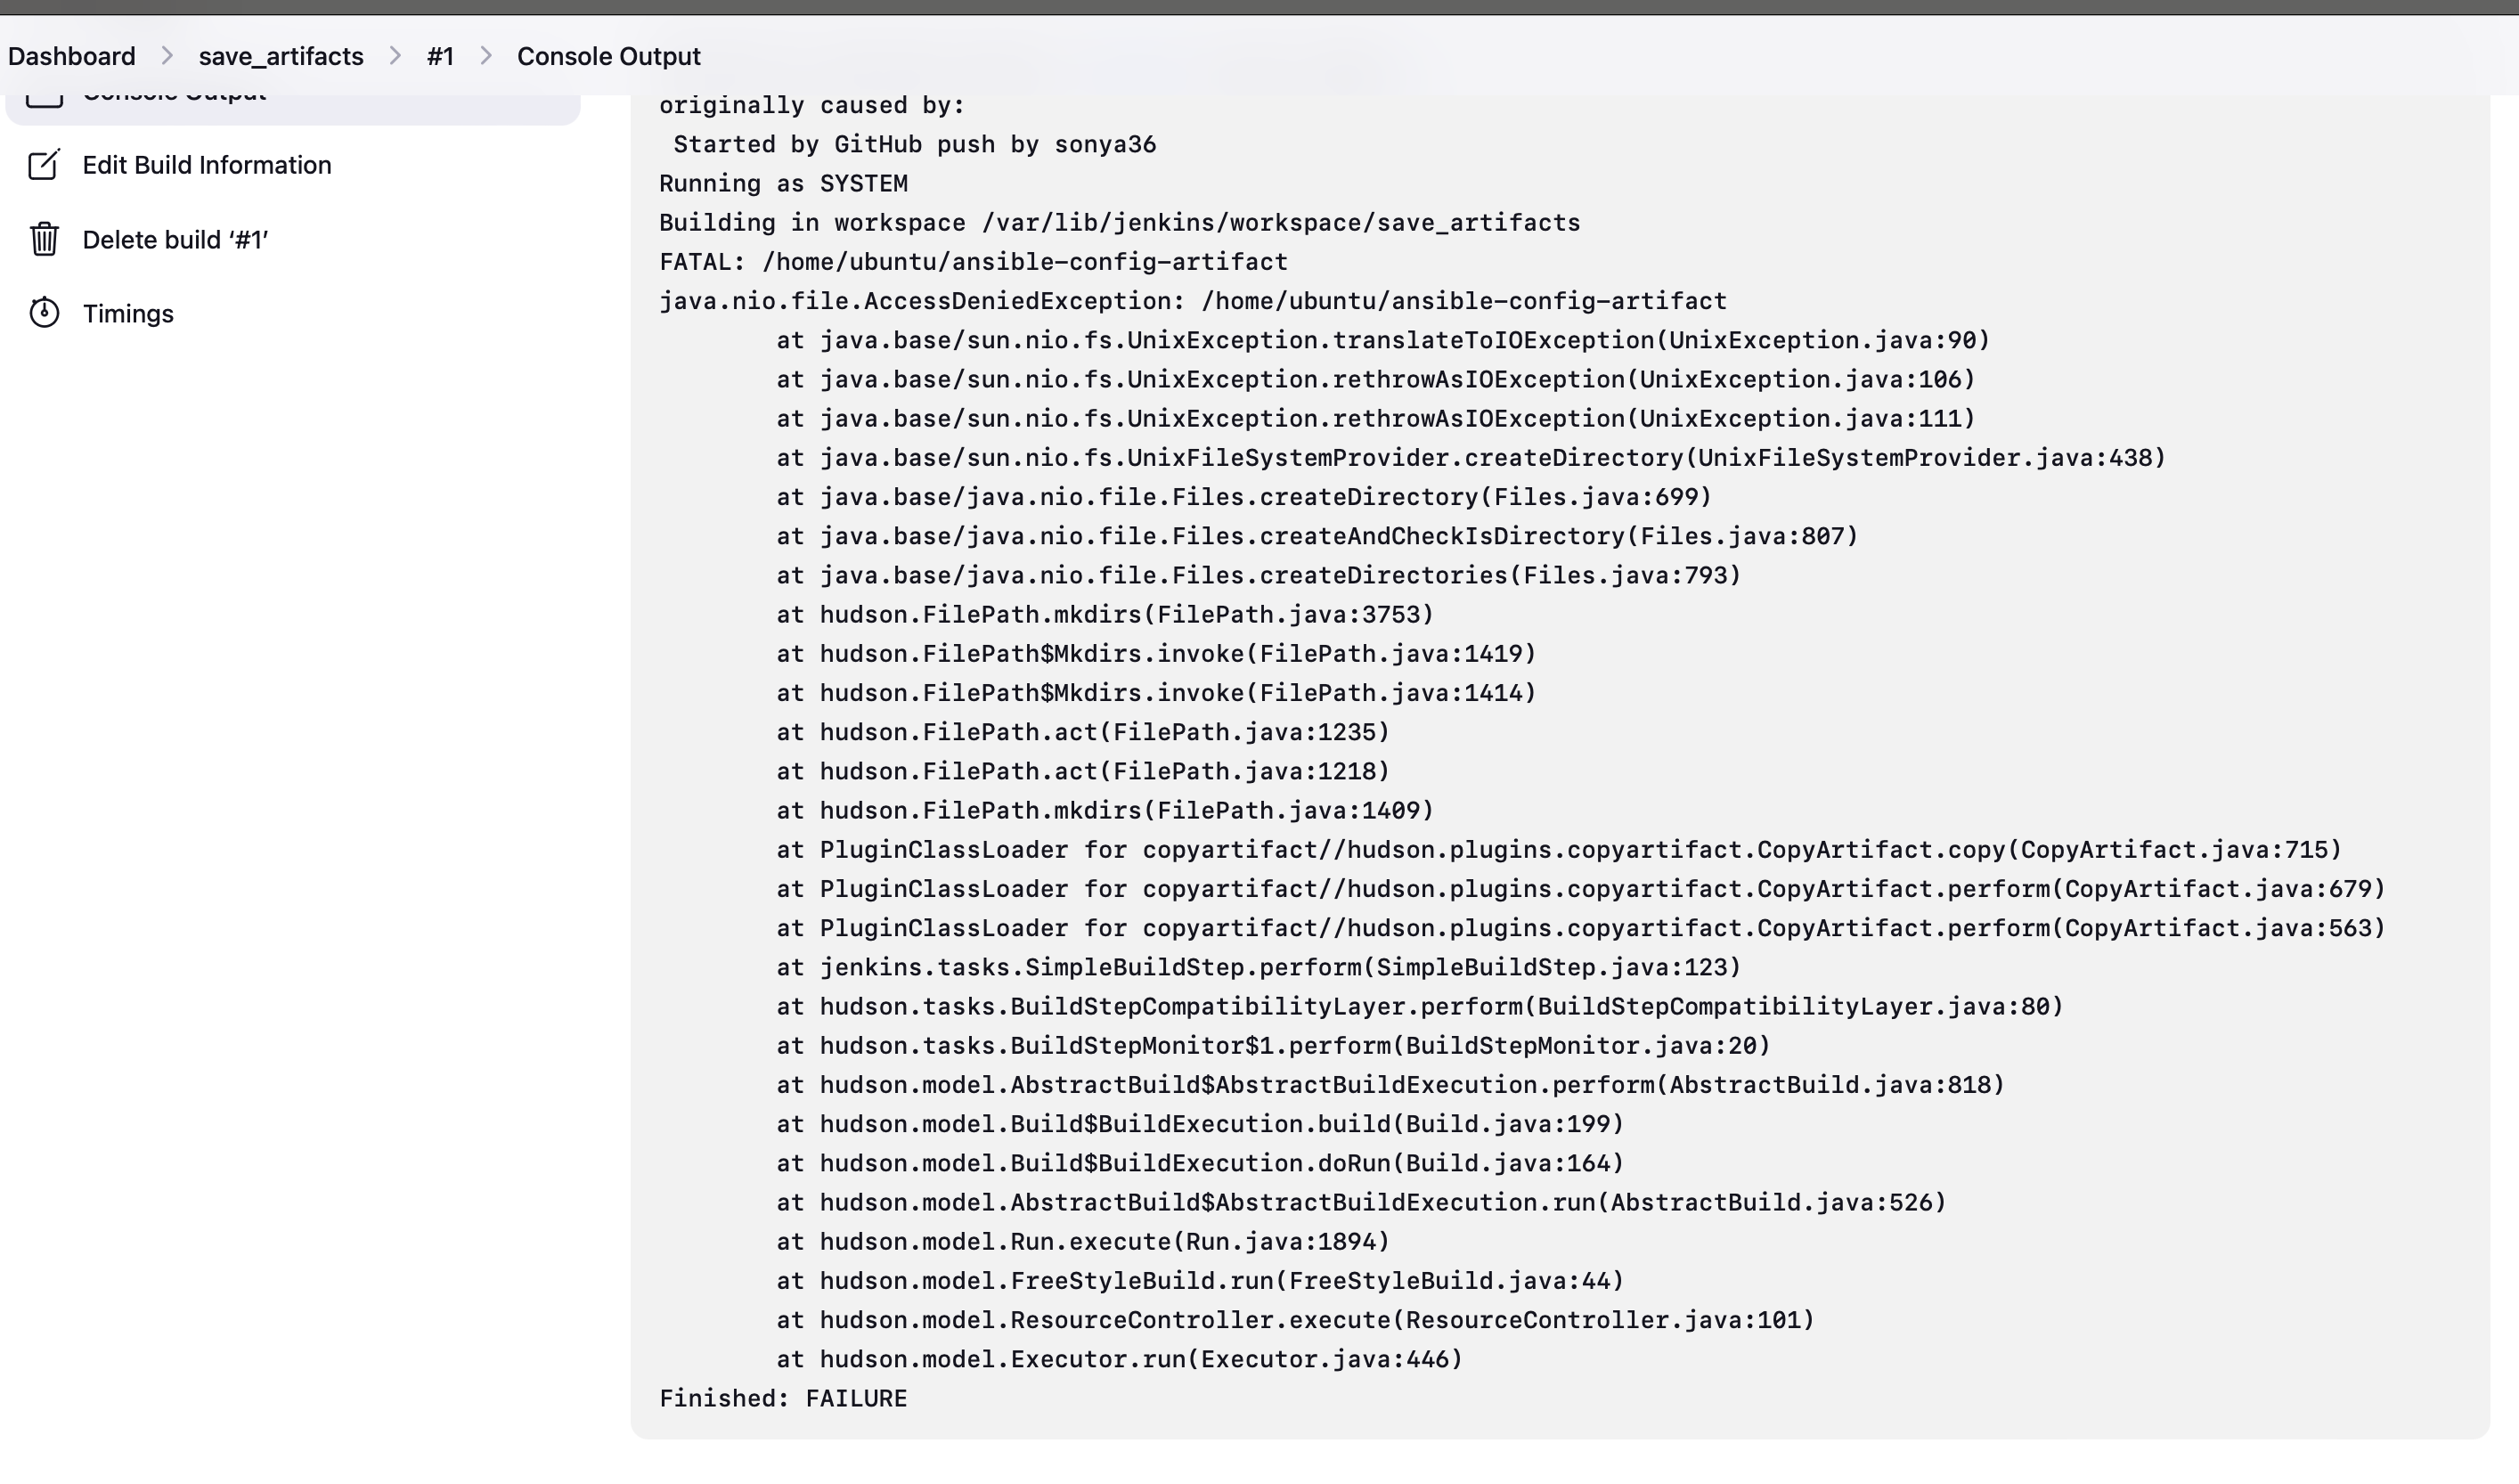 Dashboard > save_artifacts > #1 > Console Output
Console Output
Edit Build Information
Delete build ‘#1’
Timings
originally caused by:
 Started by GitHub push by sonya36
Running as SYSTEM
Building in workspace /var/lib/jenkins/workspace/save_artifacts
FATAL: /home/ubuntu/ansible-config-artifact
java.nio.file.AccessDeniedException: /home/ubuntu/ansible-config-artifact
	at java.base/sun.nio.fs.UnixException.translateToIOException(UnixException.java:90)
	at java.base/sun.nio.fs.UnixException.rethrowAsIOException(UnixException.java:106)
	at java.base/sun.nio.fs.UnixException.rethrowAsIOException(UnixException.java:111)
	at java.base/sun.nio.fs.UnixFileSystemProvider.createDirectory(UnixFileSystemProvider.java:438)
	at java.base/java.nio.file.Files.createDirectory(Files.java:699)
	at java.base/java.nio.file.Files.createAndCheckIsDirectory(Files.java:807)
	at java.base/java.nio.file.Files.createDirectories(Files.java:793)
	at hudson.FilePath.mkdirs(FilePath.java:3753)
	at hudson.FilePath$Mkdirs.invoke(FilePath.java:1419)
	at hudson.FilePath$Mkdirs.invoke(FilePath.java:1414)
	at hudson.FilePath.act(FilePath.java:1235)
	at hudson.FilePath.act(FilePath.java:1218)
	at hudson.FilePath.mkdirs(FilePath.java:1409)
	at PluginClassLoader for copyartifact//hudson.plugins.copyartifact.CopyArtifact.copy(CopyArtifact.java:715)
	at PluginClassLoader for copyartifact//hudson.plugins.copyartifact.CopyArtifact.perform(CopyArtifact.java:679)
	at PluginClassLoader for copyartifact//hudson.plugins.copyartifact.CopyArtifact.perform(CopyArtifact.java:563)
	at jenkins.tasks.SimpleBuildStep.perform(SimpleBuildStep.java:123)
	at hudson.tasks.BuildStepCompatibilityLayer.perform(BuildStepCompatibilityLayer.java:80)
	at hudson.tasks.BuildStepMonitor$1.perform(BuildStepMonitor.java:20)
	at hudson.model.AbstractBuild$AbstractBuildExecution.perform(AbstractBuild.java:818)
	at hudson.model.Build$BuildExecution.build(Build.java:199)
	at hudson.model.Build$BuildExecution.doRun(Build.java:164)
	at hudson.model.AbstractBuild$AbstractBuildExecution.run(AbstractBuild.java:526)
	at hudson.model.Run.execute(Run.java:1894)
	at hudson.model.FreeStyleBuild.run(FreeStyleBuild.java:44)
	at hudson.model.ResourceController.execute(ResourceController.java:101)
	at hudson.model.Executor.run(Executor.java:446)
Finished: FAILURE